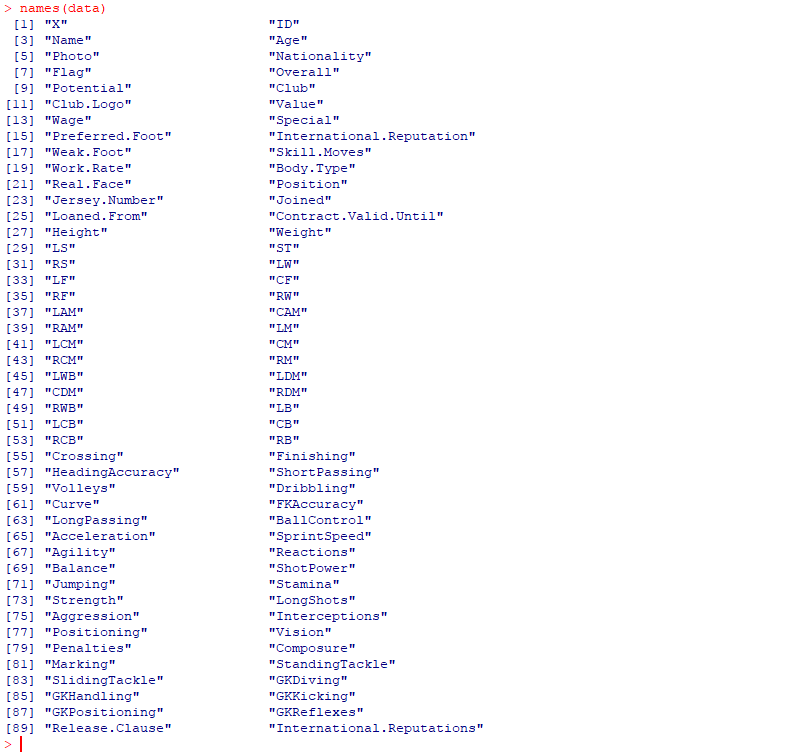 > names(data)
[1] "X" "ID"
[3] "Name" "Age"
[5] "Photo" "Nationality"
[7] "Flag" "Overall"
[9] "Potential" "Club"
[11] "Club.Logo" "Value"
[13] "Wage" "Special"
[15] "Preferred.Foot" "International.Reputation"
[17] "Weak.Foot" "Skill.Moves"
[19] "Work.Rate" "Body.Type"
[21] "Real.Face" "Position"
[23] "Jersey.Number" "Joined"
[25] "Loaned.From" "Contract.Valid.Until"
[27] "Height" "Weight"
[29] "LS" "ST"
[31] "RS" "LW"
[33] "LF" "CF"
[35] "RF" "RW"
[37] "LAM" "CAM"
[39] "RAM" "LM"
[41] "LCM" "CM"
[43] "RCM" "RM"
[45] "LWB" "LDM"
[47] "CDM" "RDM"
[49] "RWB" "LB"
[51] "LCB" "CB"
[53] "RCB" "RB"
[55] "Crossing" "Finishing"
[57] "HeadingAccuracy" "ShortPassing"
[59] "Volleys" "Dribbling"
[61] "Curve" "FKAccuracy"
[63] "LongPassing" "BallControl"
[65] "Acceleration" "SprintSpeed"
[67] "Agility" "Reactions"
[69] "Balance" "ShotPower"
[71] "Jumping" "Stamina"
[73] "Strength" "LongShots"
[75] "Aggression" "Interceptions"
[77] "Positioning" "Vision"
[79] "Penalties" "Composure"
[81] "Marking" "StandingTackle"
[83] "SlidingTackle" "GKDiving"
[85] "GKHandling" "GKKicking"
[87] "GKPositioning" "GKReflexes"
[89] "Release.Clause" "International.Reputations"
>